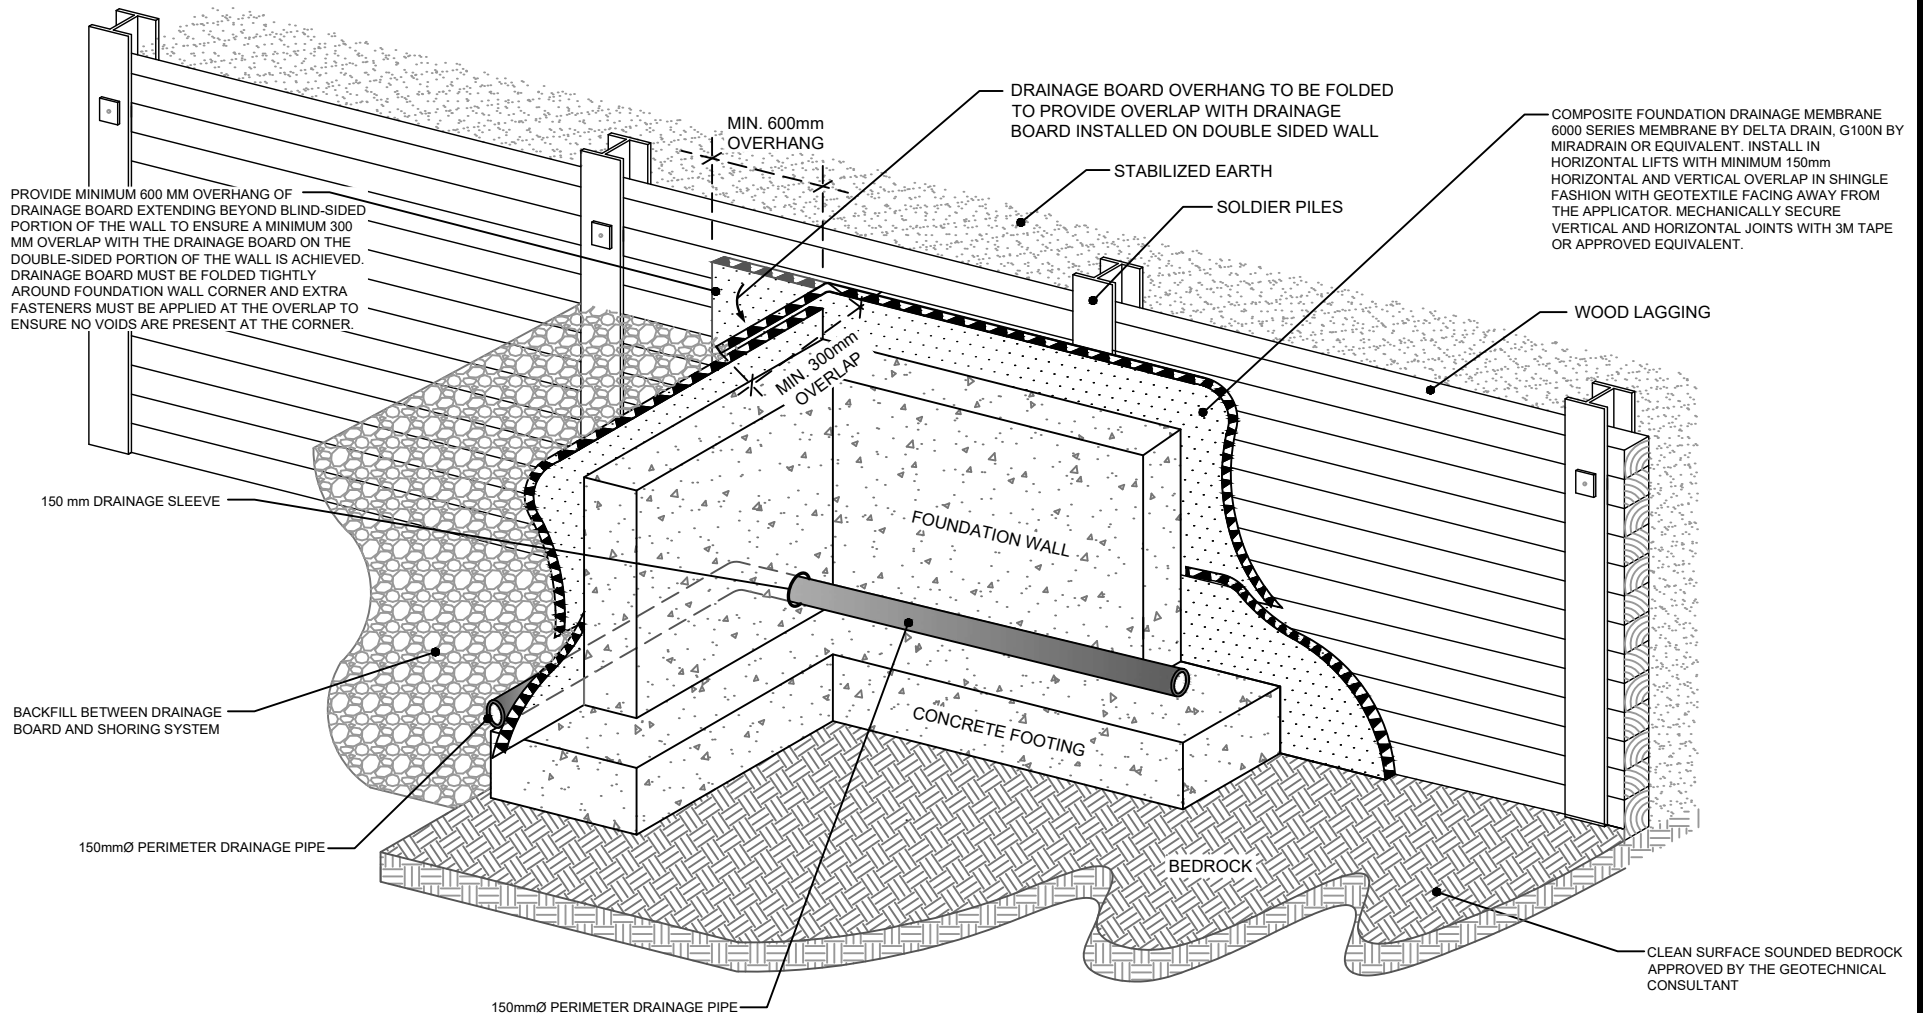 DRAINAGE BOARD OVERHANG TO BE FOLDED
TO PROVIDE OVERLAP WITH DRAINAGE
BOARD INSTALLED ON DOUBLE SIDED WALL
MIN. 600mm
OVERHANG
COMPOSITE FOUNDATION DRAINAGE MEMBRANE
6000 SERIES MEMBRANE BY DELTA DRAIN, G100N BY
MIRADRAIN OR EQUIVALENT. INSTALL IN
HORIZONTAL LIFTS WITH MINIMUM 150mm
HORIZONTAL AND VERTICAL OVERLAP IN SHINGLE
FASHION WITH GEOTEXTILE FACING AWAY FROM
THE APPLICATOR. MECHANICALLY SECURE
VERTICAL AND HORIZONTAL JOINTS WITH 3M TAPE
OR APPROVED EQUIVALENT.
STABILIZED EARTH
SOLDIER PILES
PROVIDE MINIMUM 600 MM OVERHANG OF
DRAINAGE BOARD EXTENDING BEYOND BLIND-SIDED
PORTION OF THE WALL TO ENSURE A MINIMUM 300
MM OVERLAP WITH THE DRAINAGE BOARD ON THE
DOUBLE-SIDED PORTION OF THE WALL IS ACHIEVED.
DRAINAGE BOARD MUST BE FOLDED TIGHTLY
AROUND FOUNDATION WALL CORNER AND EXTRA
FASTENERS MUST BE APPLIED AT THE OVERLAP TO
ENSURE NO VOIDS ARE PRESENT AT THE CORNER.
WOOD LAGGING
MIN. 300mm
OVERLAP
150 mm DRAINAGE SLEEVE
FOUNDATION WALL
BACKFILL BETWEEN DRAINAGE
BOARD AND SHORING SYSTEM
CONCRETE FOOTING
150mmØ PERIMETER DRAINAGE PIPE
BEDROCK
CLEAN SURFACE SOUNDED BEDROCK
APPROVED BY THE GEOTECHNICAL
CONSULTANT
150mmØ PERIMETER DRAINAGE PIPE